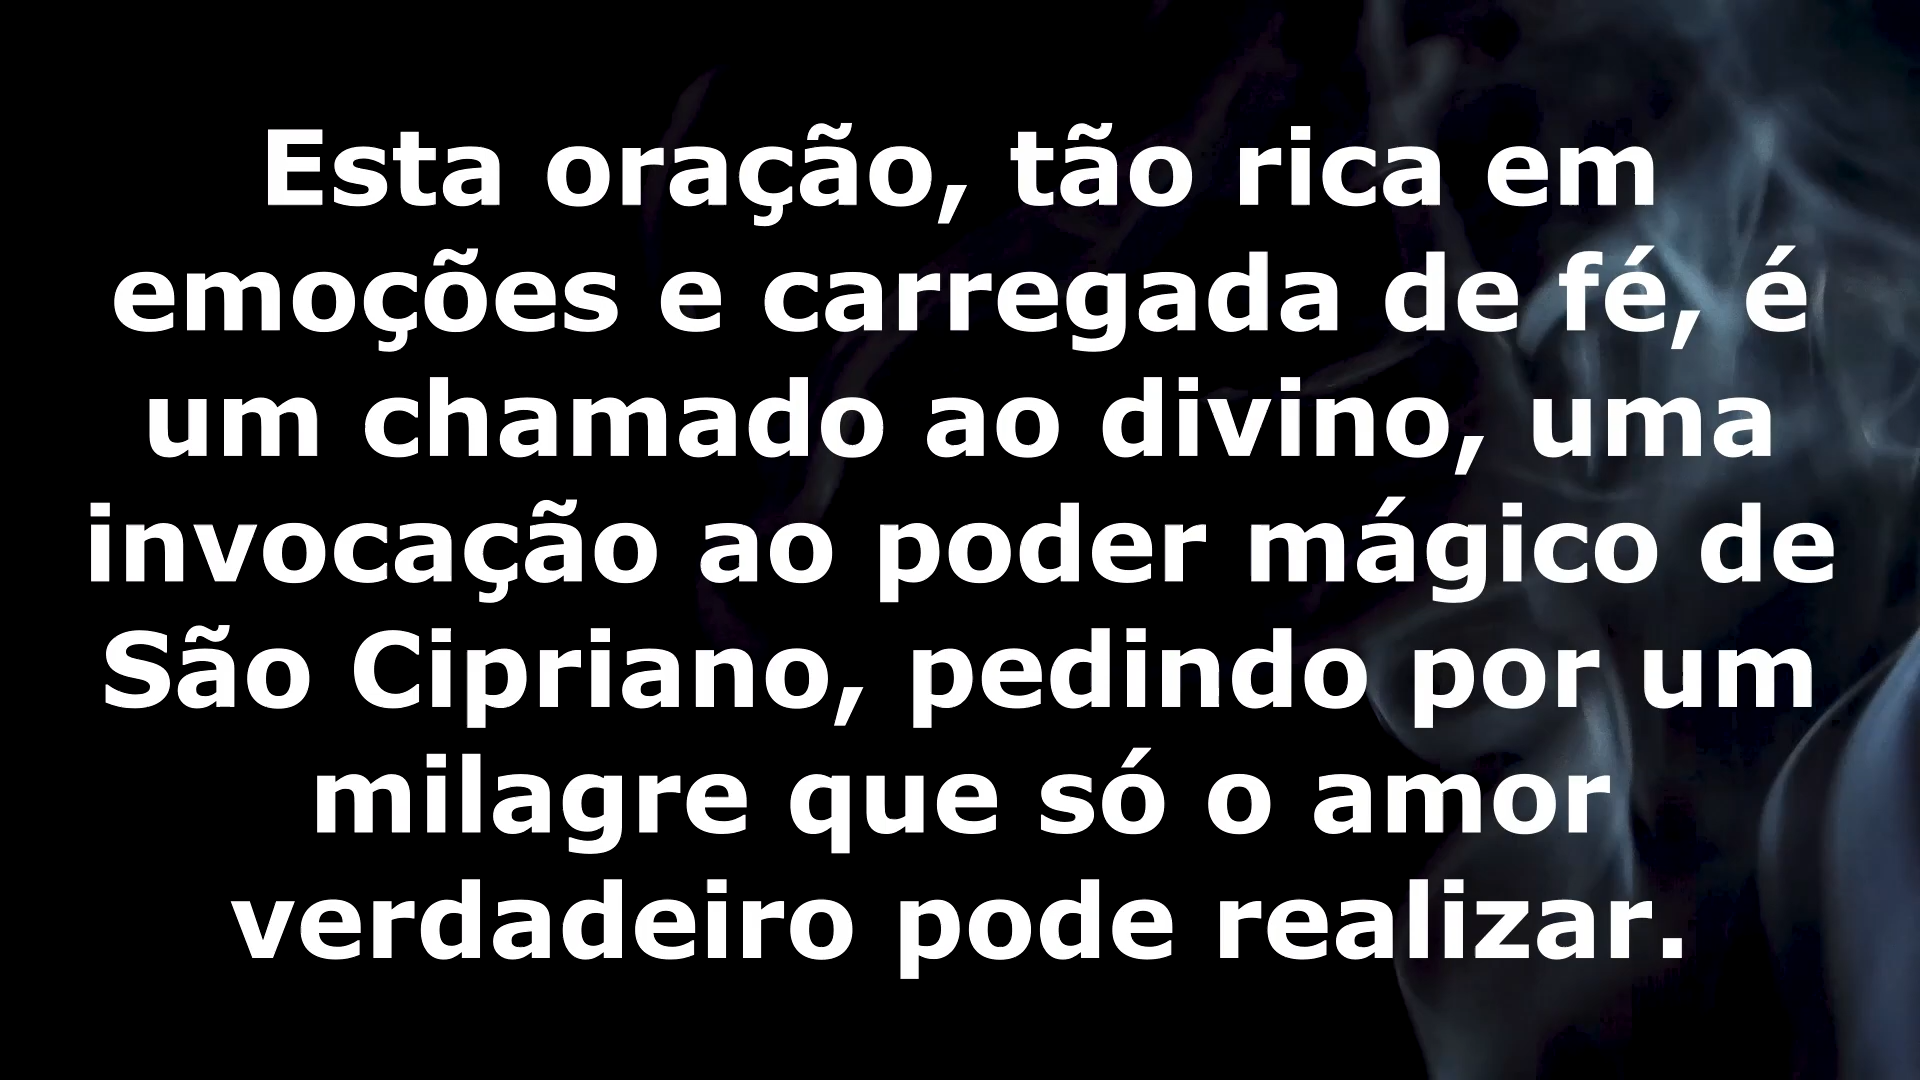 Esta oração, tão rica em
emoções e carregada de fé, é
um chamado ao divino, uma
invocação ao poder mágico de
São Cipriano, pedindo por um
milagre que só o amor
verdadeiro pode realizar.